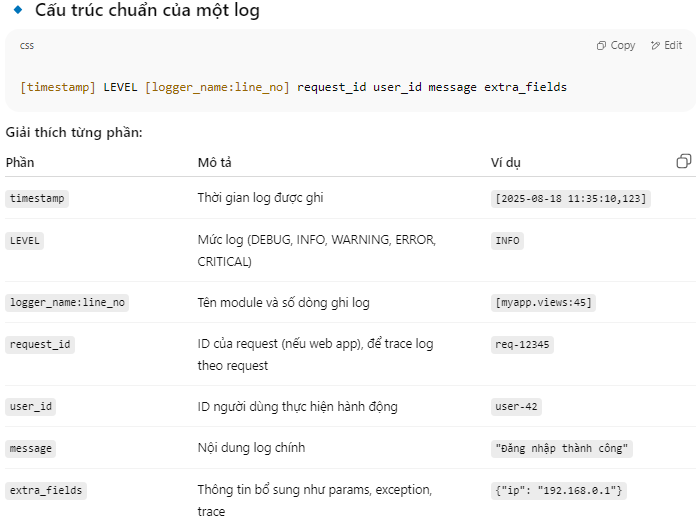 Cấu trúc chuẩn của một log
css
Copy
Edit
[timestamp] LEVEL [logger_name:line_no] request_id user_id message extra_fields
Giải thích từng phần:
Phần Mô tả Ví dụ
timestamp Thời gian log được ghi [2025-08-18 11:35:10,123]
LEVEL Mức log (DEBUG, INFO, WARNING, ERROR, INFO
CRITICAL)
logger_name:line_no Tên module và số dòng ghi log [myapp.views:45]
request_id ID của request (nếu web app), để trace log req-12345
theo request
user_id ID người dùng thực hiện hành động user-42
message Nội dung log chính "Đăng nhập thành công"
extra_fields Thông tin bổ sung như params, exception, {"ip": "192.168.0.1"}
trace